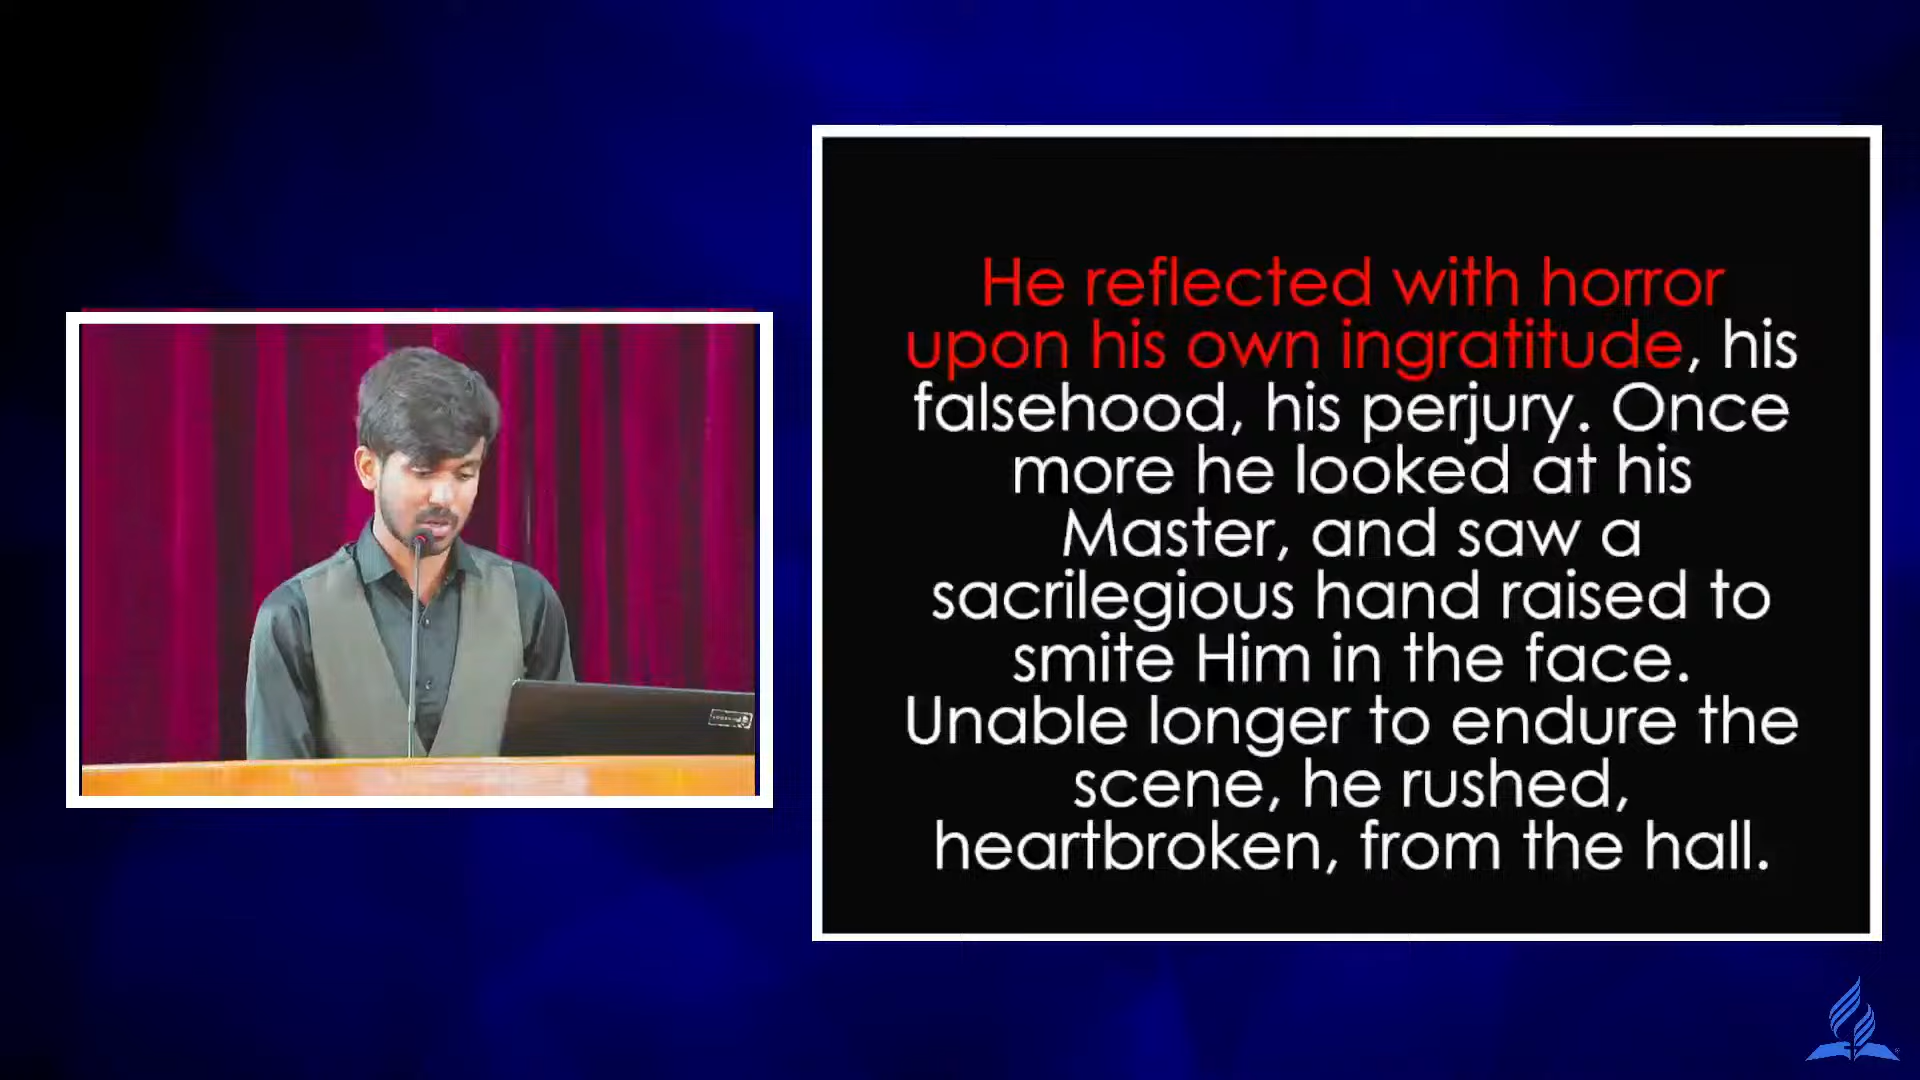 He reflected with horror
upon his own ingratitude, his
falsehood, his perjury. Once
more he looked at his
Master, and saw a
sacrilegious hand raised to
smite Him in the face.
Unable longer to endure the
scene, he rushed,
heartbroken, from the hall.